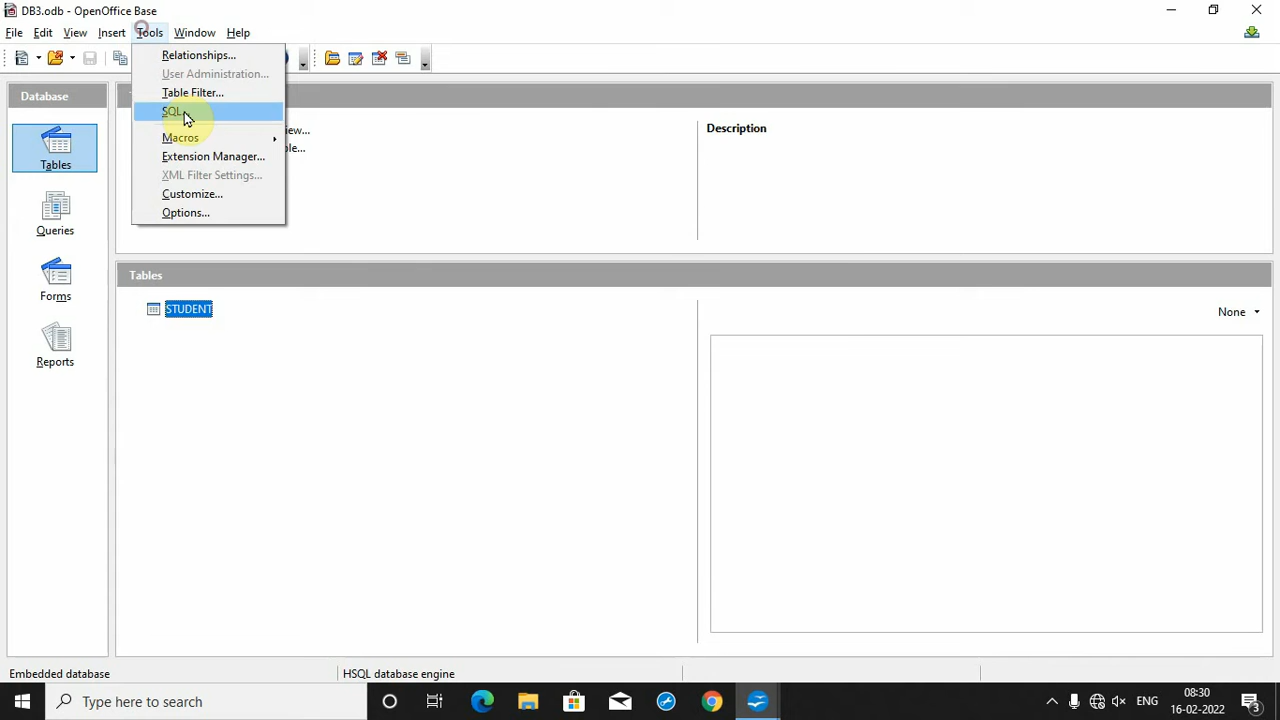 DB3.odb - OpenOffice Base
File Edit View Insert Tools Window Help
Relationships...
User Administration...
Table Filter...
SQL...
Macros
Extension Manager...
XML Filter Settings...
Customize...
Options...
Database
Tables
Queries
Forms
Reports
Description
Tables
STUDENT
None
Embedded database
HSQL database engine
Type here to search
ENG
08:30
16-02-2022
3